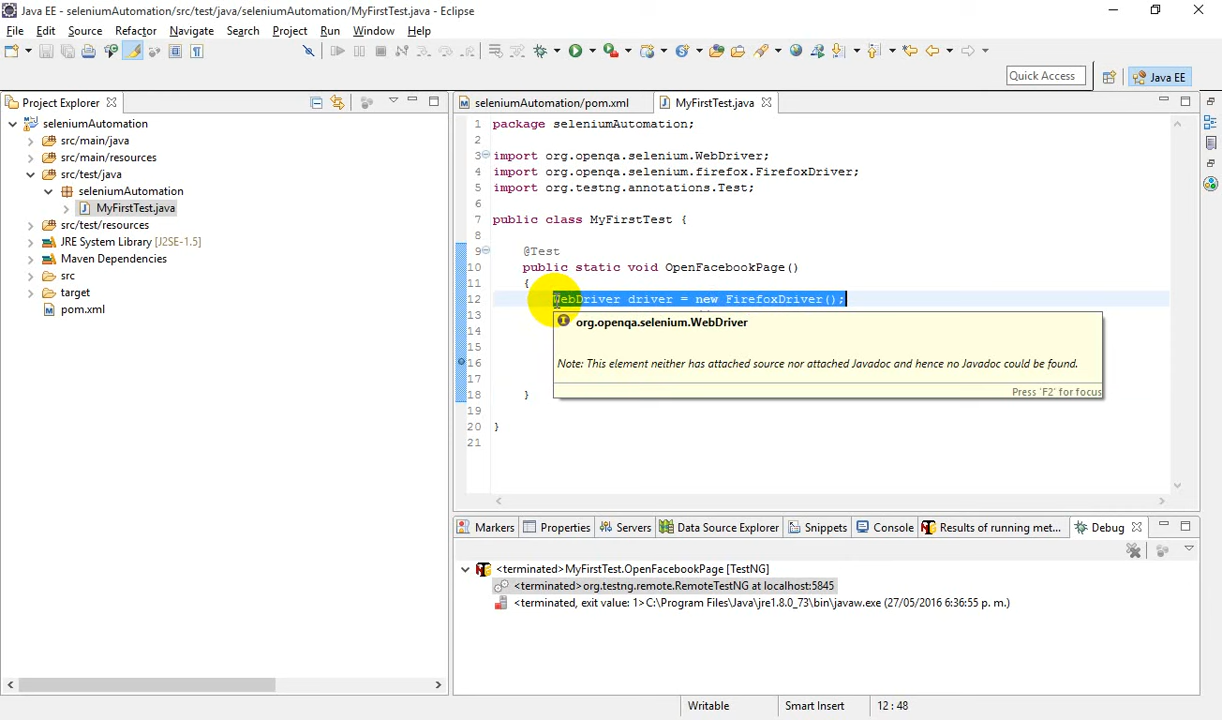 Java EE - seleniumAutomation/src/test/java/seleniumAutomation/MyFirstTest.java - Eclipse
File Edit Source Refactor Navigate Search Project Run Window Help
Quick Access
Java EE
Project Explorer
seleniumAutomation
src/main/java
src/main/resources
src/test/java
seleniumAutomation
MyFirstTest.java
src/test/resources
JRE System Library [J2SE-1.5]
Maven Dependencies
src
target
pom.xml
seleniumAutomation/pom.xml
MyFirstTest.java
1 package seleniumAutomation;
2
3 import org.openqa.selenium.WebDriver;
4 import org.openqa.selenium.firefox.FirefoxDriver;
5 import org.testng.annotations.Test;
6
7 public class MyFirstTest {
8
9 @Test
10 public static void OpenFacebookPage()
11 {
12 WebDriver driver = new FirefoxDriver();
13
14
15
16
17
18 }
19
20 }
21
org.openqa.selenium.WebDriver
Note: This element neither has attached source nor attached Javadoc and hence no Javadoc could be found.
Press 'F2' for focus
Markers Properties Servers Data Source Explorer Snippets Console Results of running met... Debug
<terminated>MyFirstTest.OpenFacebookPage [TestNG]
<terminated>org.testng.remote.RemoteTestNG at localhost:5845
<terminated, exit value: 1>C:\Program Files\Java\jre1.8.0_73\bin\javaw.exe (27/05/2016 6:36:55 p. m.)
Writable
Smart Insert
12 : 48